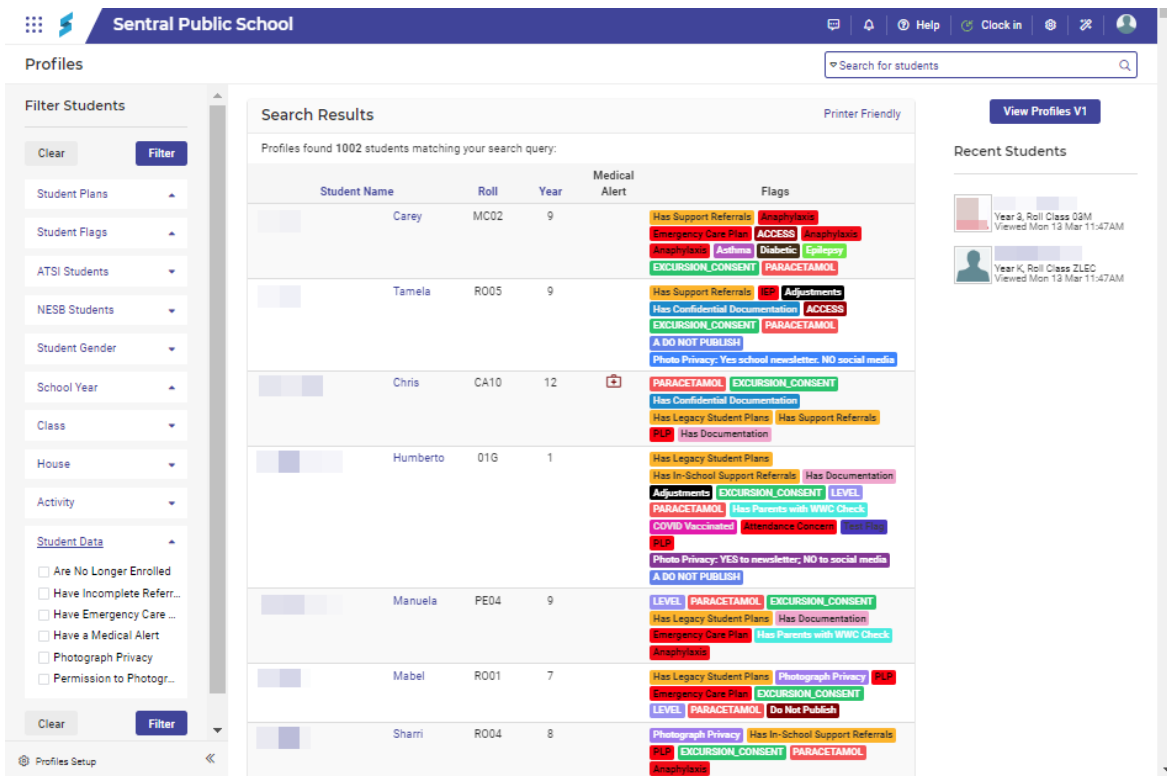 Sentral Public School
Help
Clock in
Profiles
Search for students
Filter Students
Clear
Filter
Student Plans
Student Flags
ATSI Students
NESB Students
Student Gender
School Year
Class
House
Activity
Student Data
Are No Longer Enrolled
Have Incomplete Referr...
Have Emergency Care ...
Have a Medical Alert
Photograph Privacy
Permission to Photogr...
Clear
Filter
Profiles Setup
Search Results
Printer Friendly
Profiles found 1002 students matching your search query:
Student Name Roll Year Medical Alert Flags
Carey MC02 9 Has Support Referrals Anaphylaxis
Emergency Care Plan ACCESS Anaphylaxis
Anaphylaxis Asthma Diabetic Epilepsy
EXCURSION_CONSENT PARACETAMOL
Tamela RO05 9 Has Support Referrals IEP Adjustments
Has Confidential Documentation ACCESS
EXCURSION_CONSENT PARACETAMOL
A DO NOT PUBLISH
Photo Privacy: Yes school newsletter. NO social media
Chris CA10 12 PARACETAMOL EXCURSION_CONSENT
Has Confidential Documentation
Has Legacy Student Plans Has Support Referrals
PLP Has Documentation
Humberto 01G 1 Has Legacy Student Plans
Has In-School Support Referrals Has Documentation
Adjustments EXCURSION_CONSENT LEVEL
PARACETAMOL Has Parents with WWC Check
COVID Vaccinated Attendance Concern Test Flag
PLP
Photo Privacy: YES to newsletter; NO to social media
A DO NOT PUBLISH
Manuela PE04 9 LEVEL PARACETAMOL EXCURSION_CONSENT
Has Legacy Student Plans Has Documentation
Emergency Care Plan Has Parents with WWC Check
Anaphylaxis
Mabel RO01 7 Has Legacy Student Plans Photograph Privacy PLP
Emergency Care Plan EXCURSION_CONSENT
LEVEL PARACETAMOL Do Not Publish
Sharri RO04 8 Photograph Privacy Has In-School Support Referrals
PLP EXCURSION_CONSENT PARACETAMOL
Anaphylaxis
View Profiles V1
Recent Students
Year 3, Roll Class 03M
Viewed Mon 13 Mar 11:47AM
Year K, Roll Class ZLEC
Viewed Mon 13 Mar 11:47AM